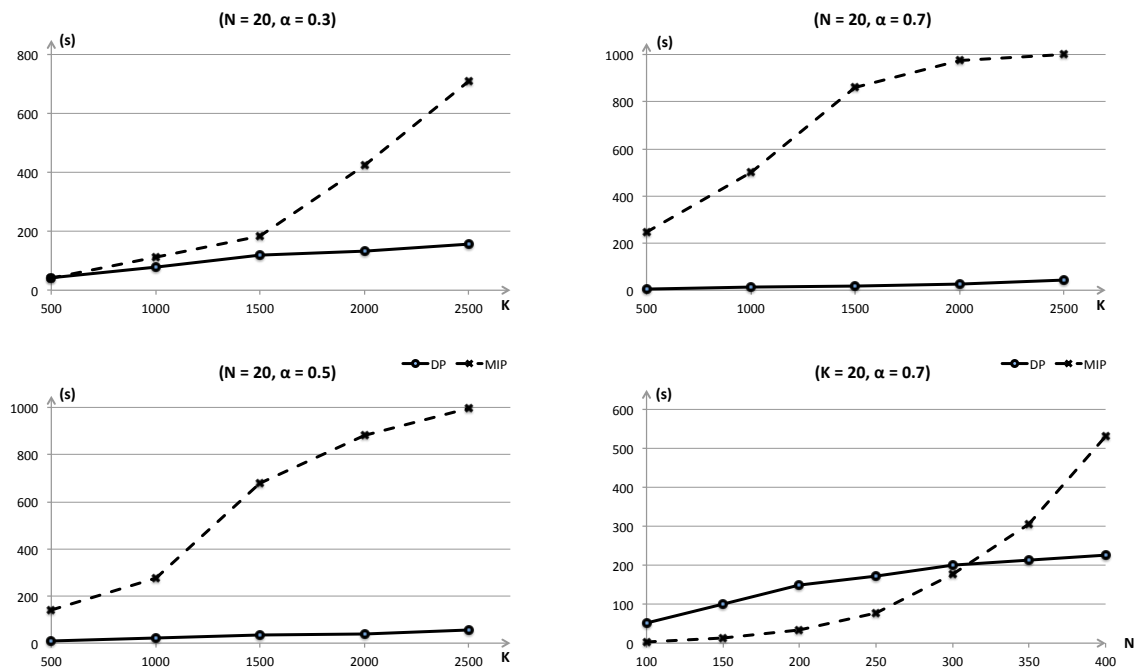 (N = 20, α = 0.3)
(s)
800
600
400
200
0
500 1000 1500 2000 2500
K
(N = 20, α = 0.7)
(s)
1000
800
600
400
200
0
500 1000 1500 2000 2500
K
DP MIP
(N = 20, α = 0.5)
(s)
1000
800
600
400
200
0
500 1000 1500 2000 2500
K
DP MIP
(K = 20, α = 0.7)
(s)
600
500
400
300
200
100
0
100 150 200 250 300 350 400
N